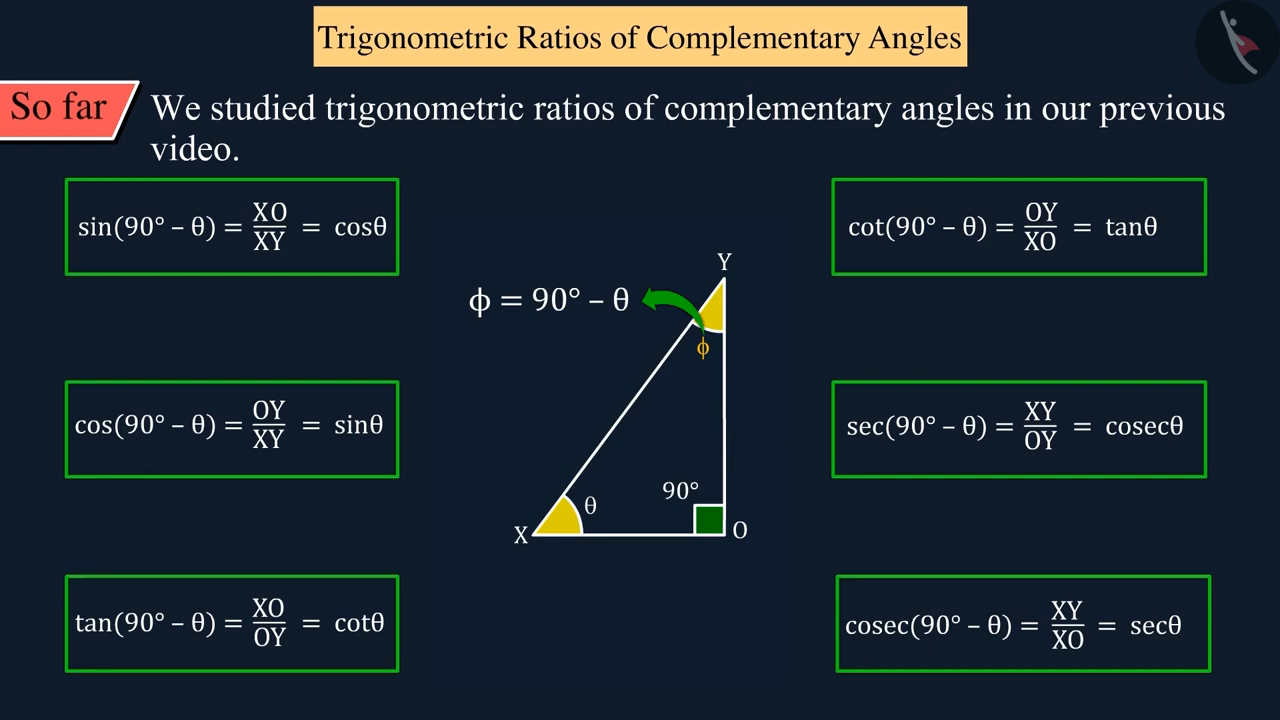 Trigonometric Ratios of Complementary Angles
So far
We studied trigonometric ratios of complementary angles in our previous
video.
sin(90° – θ) = XO/XY = cosθ
cot(90° – θ) = OY/XO = tanθ
Y
ϕ = 90° – θ
ϕ
cos(90° – θ) = OY/XY = sinθ
sec(90° – θ) = XY/OY = cosecθ
90°
θ
X
O
tan(90° – θ) = XO/OY = cotθ
cosec(90° – θ) = XY/XO = secθ